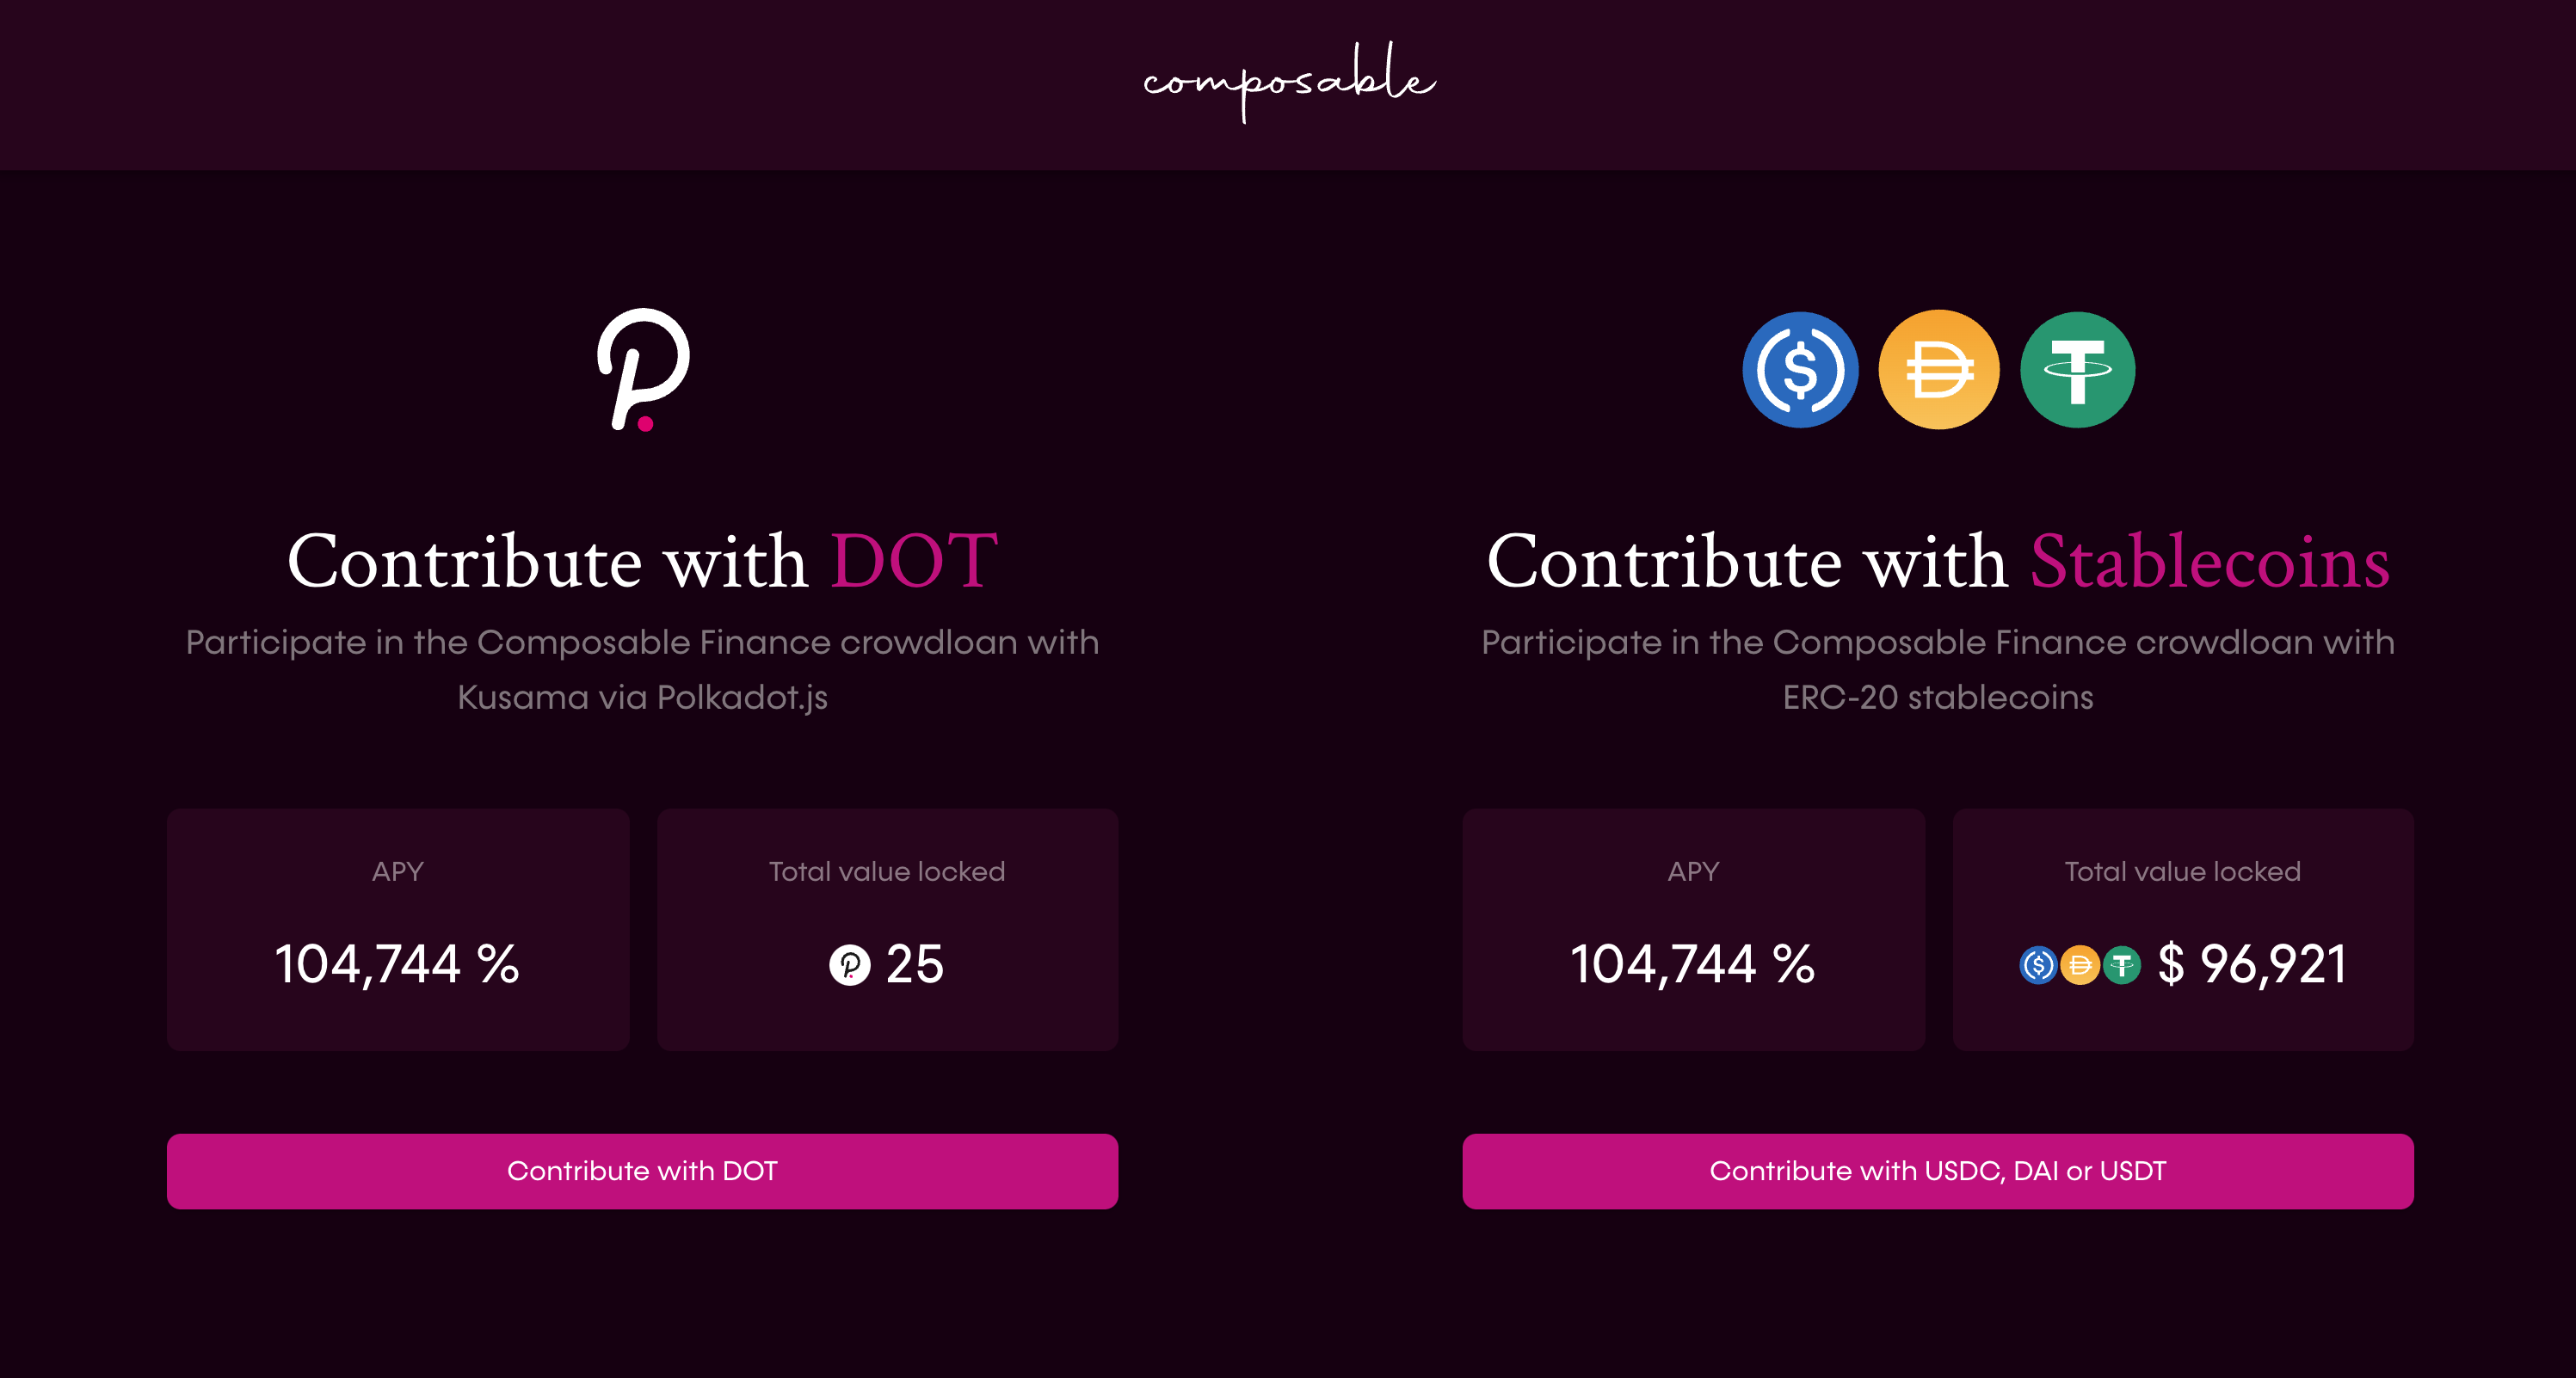 composable
Contribute with DOT
Participate in the Composable Finance crowdloan with
Kusama via Polkadot.js
APY
104,744 %
Total value locked
25
Contribute with DOT
Contribute with Stablecoins
Participate in the Composable Finance crowdloan with
ERC-20 stablecoins
APY
104,744 %
Total value locked
$ 96,921
Contribute with USDC, DAI or USDT